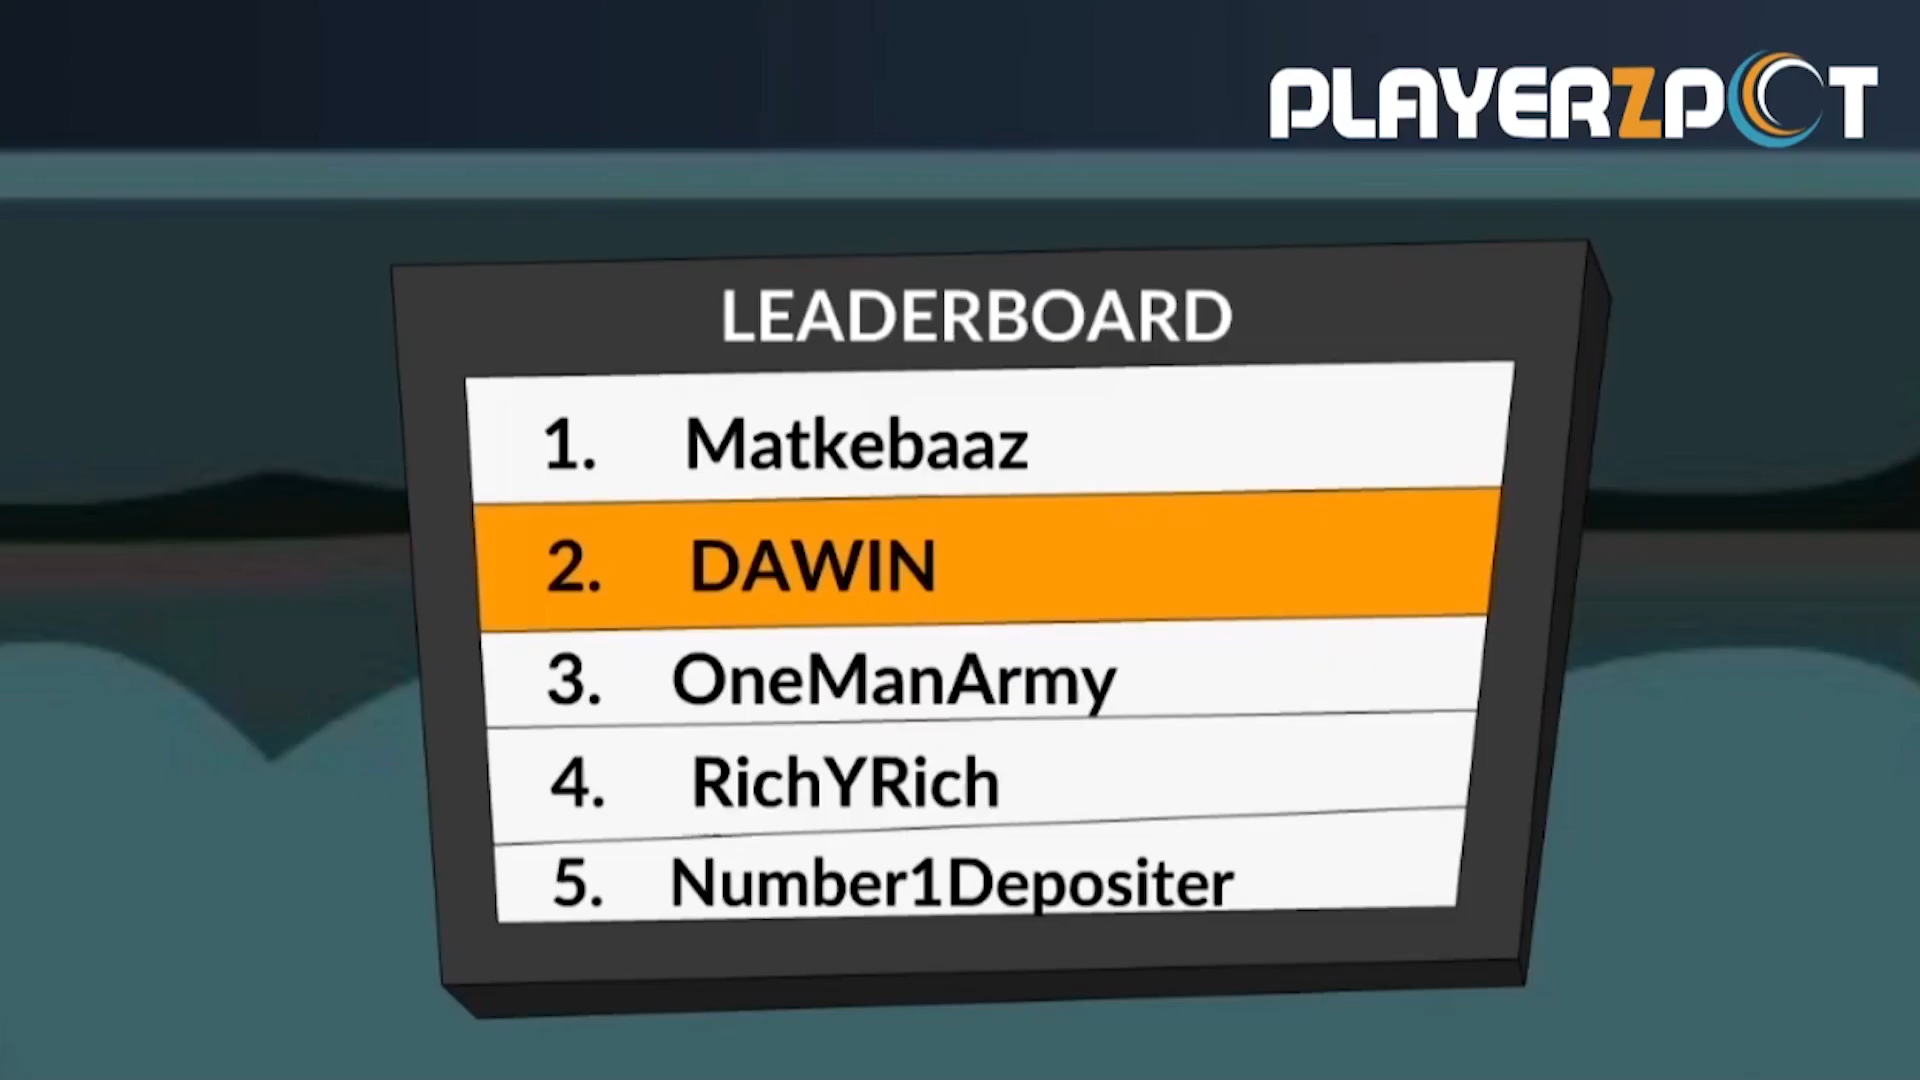 PLAYERZPOT
LEADERBOARD
1. Matkebaaz
2. DAWIN
3. OneManArmy
4. RichYRich
5. Number1Depositer